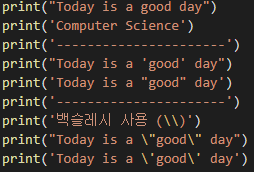 print("Today is a good day")
print('Computer Science')
print('-----------------------')
print("Today is a 'good' day")
print('Today is a "good" day')
print('-----------------------')
print('백슬레시 사용 (\\)')
print("Today is a \"good\" day")
print('Today is a \'good\' day')